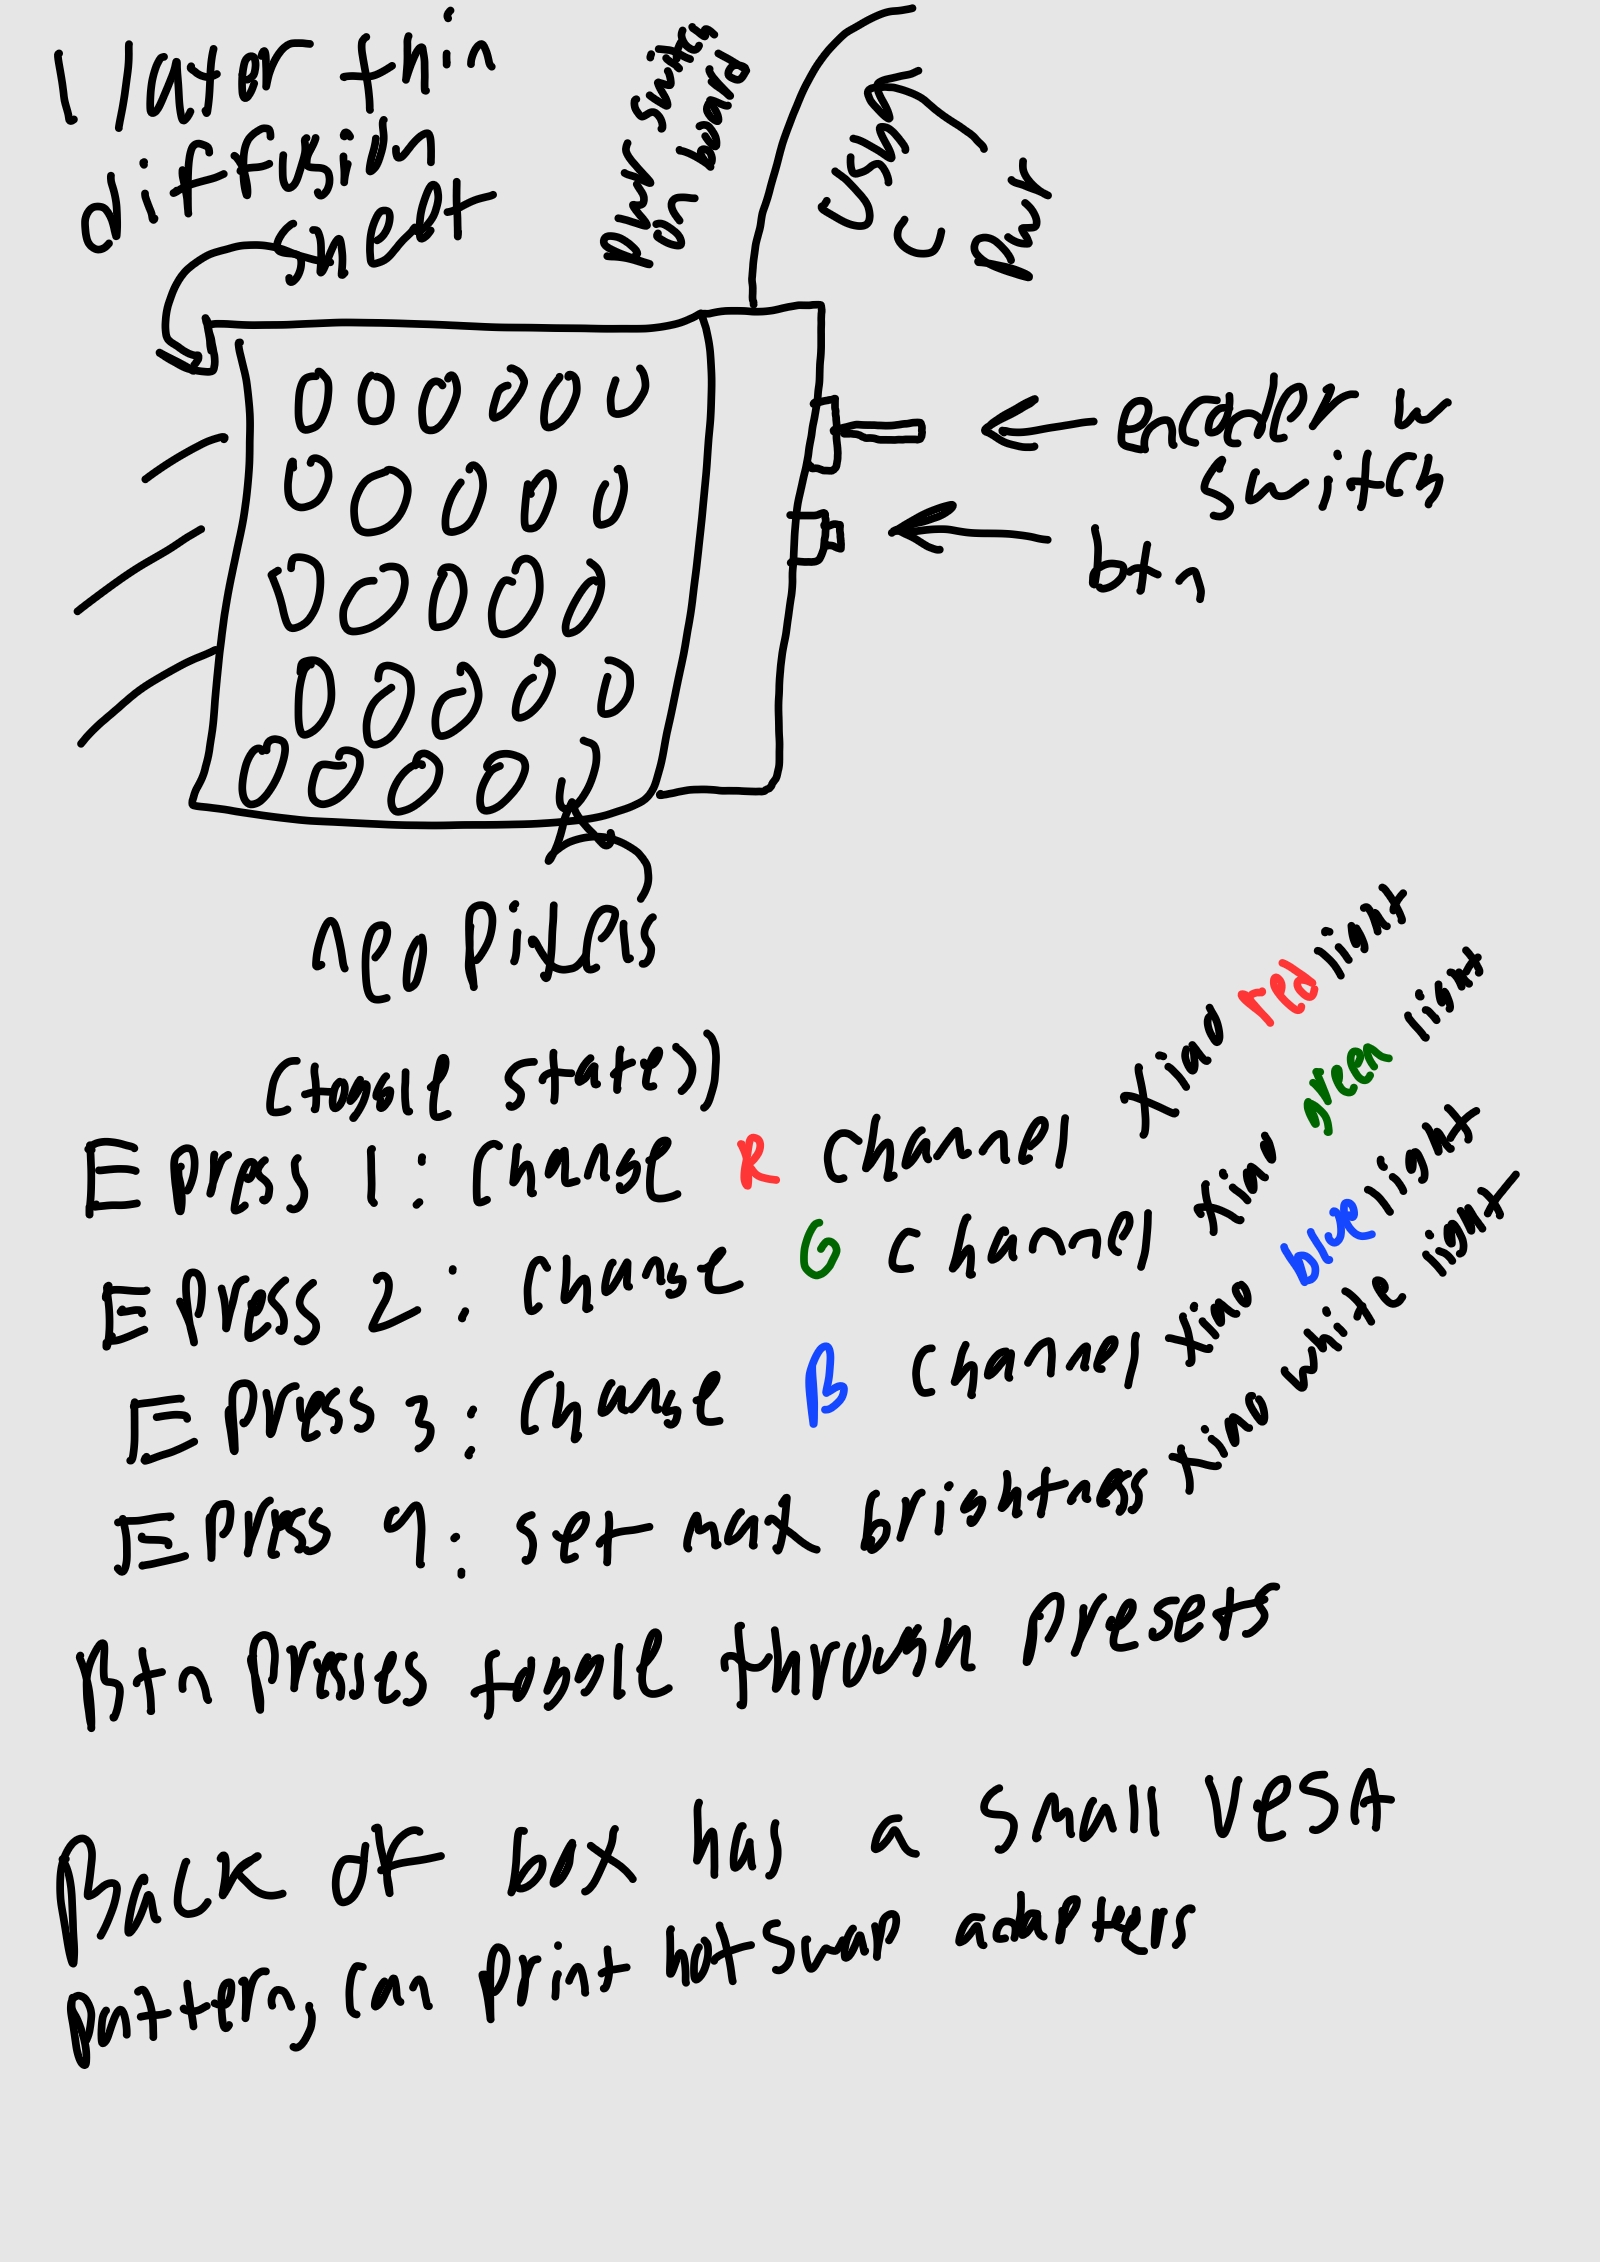 1 layer thin
diffusion
sheet
pwr switch
on board
usb
C
pwr
encoder w
switch
btn
neo pixels
(toggle states)
E press 1: change R channel Xiao red light
E press 2: change G channel Xiao green light
E press 3: change B channel Xiao blue light
E press 4: set max brightness Xiao white light
Btn presses toggle through presets
Back of box has a small VESA
pattern, can print hotswap adapters